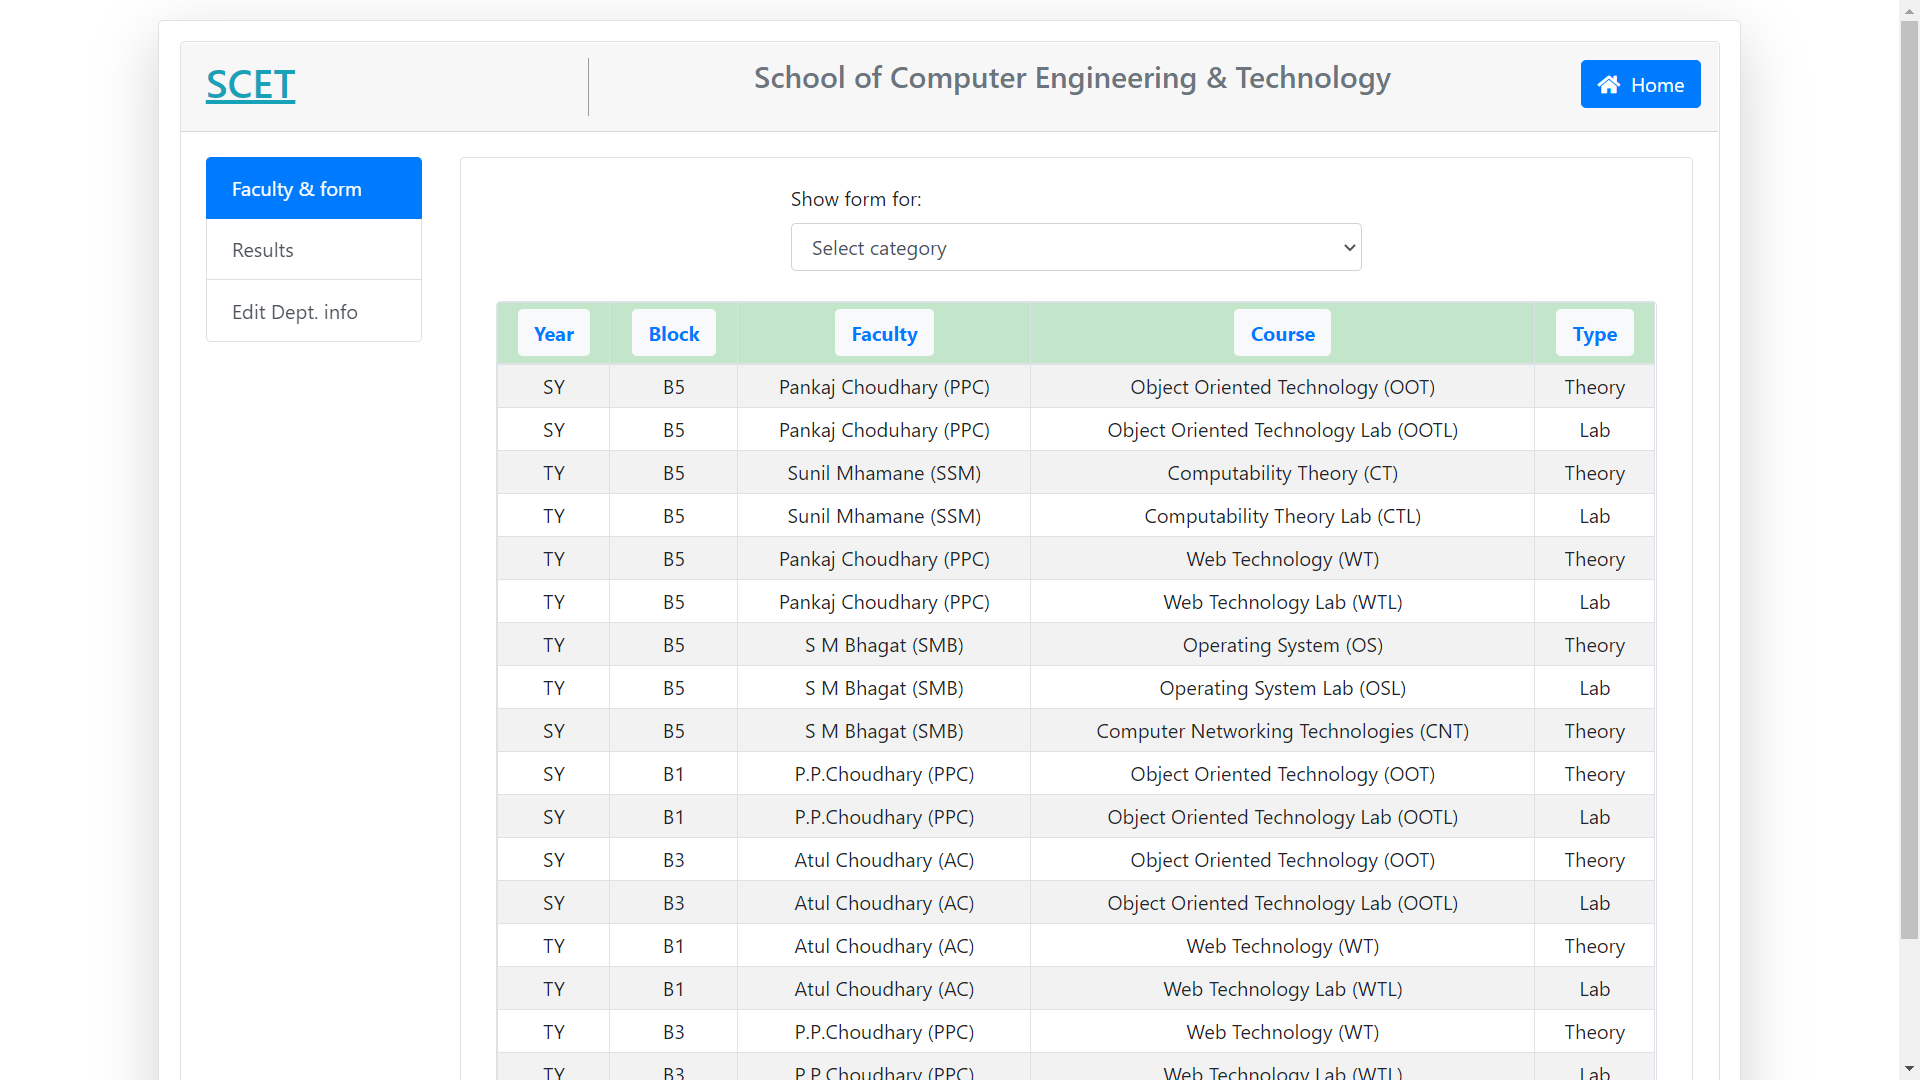 SCET
School of Computer Engineering & Technology
Home
Faculty & form
Results
Edit Dept. info
Show form for:
Select category
Year Block Faculty Course Type
SY B5 Pankaj Choudhary (PPC) Object Oriented Technology (OOT) Theory
SY B5 Pankaj Choduhary (PPC) Object Oriented Technology Lab (OOTL) Lab
TY B5 Sunil Mhamane (SSM) Computability Theory (CT) Theory
TY B5 Sunil Mhamane (SSM) Computability Theory Lab (CTL) Lab
TY B5 Pankaj Choudhary (PPC) Web Technology (WT) Theory
TY B5 Pankaj Choudhary (PPC) Web Technology Lab (WTL) Lab
TY B5 S M Bhagat (SMB) Operating System (OS) Theory
TY B5 S M Bhagat (SMB) Operating System Lab (OSL) Lab
SY B5 S M Bhagat (SMB) Computer Networking Technologies (CNT) Theory
SY B1 P.P.Choudhary (PPC) Object Oriented Technology (OOT) Theory
SY B1 P.P.Choudhary (PPC) Object Oriented Technology Lab (OOTL) Lab
SY B3 Atul Choudhary (AC) Object Oriented Technology (OOT) Theory
SY B3 Atul Choudhary (AC) Object Oriented Technology Lab (OOTL) Lab
TY B1 Atul Choudhary (AC) Web Technology (WT) Theory
TY B1 Atul Choudhary (AC) Web Technology Lab (WTL) Lab
TY B3 P.P.Choudhary (PPC) Web Technology (WT) Theory
TY B3 P.P.Choudhary (PPC) Web Technology Lab (WTL) Lab